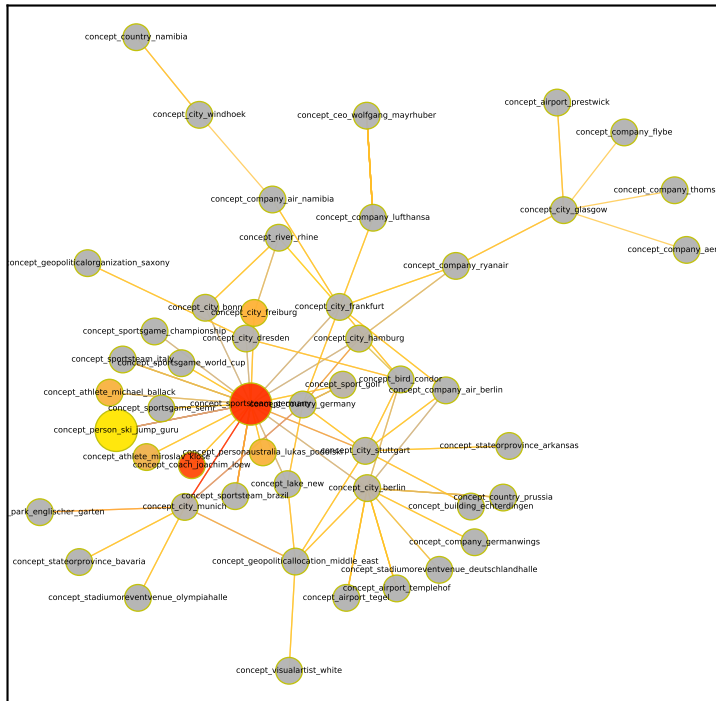 concept_country_namibia
concept_airport_prestwick
concept_city_windhoek
concept_ceo_wolfgang_mayrhuber
concept_company_flybe
concept_company_thoms
concept_company_air_namibia
concept_city_glasgow
concept_company_lufthansa
concept_river_rhine
concept_company_aer
concept_geopoliticalorganization_saxony
concept_company_ryanair
concept_city_bonn
concept_city_frankfurt
concept_city_freiburg
concept_sportsgame_championship
concept_city_dresden
concept_city_hamburg
concept_sportsteam_italy
concept_sportsgame_world_cup
concept_bird_condor
concept_sport_golf
concept_athlete_michael_ballack
concept_company_air_berlin
concept_sportsteam_germany
concept_country_germany
concept_sportsgame_semi
concept_person_ski_jump_guru
concept_stateorprovince_arkansas
concept_personaustralia_lukas_podolski
concept_city_stuttgart
concept_athlete_miroslav_klose
concept_coach_joachim_loew
concept_lake_new
concept_city_berlin
concept_sportsteam_brazil
concept_country_prussia
_park_englischer_garten
concept_city_munich
concept_building_echterdingen
concept_company_germanwings
concept_stateorprovince_bavaria
concept_geopoliticallocation_middle_east
concept_stadiumoreventvenue_deutschlandhalle
concept_airport_templehof
concept_stadiumoreventvenue_olympiahalle
concept_airport_tegel
concept_visualartist_white